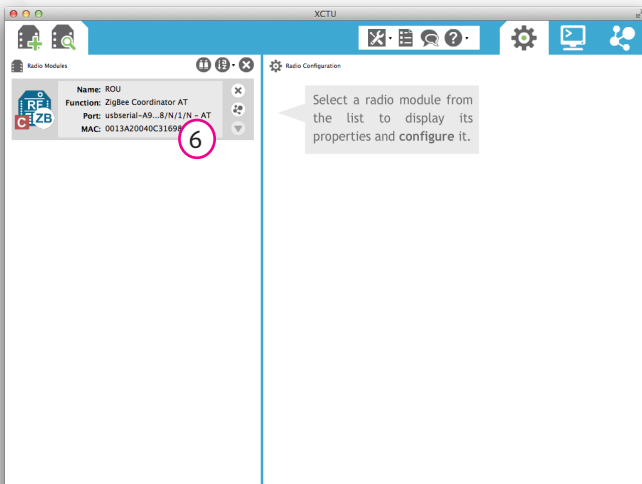 XCTU
Radio Modules
Radio Configuration
Name: ROU
Function: ZigBee Coordinator AT
Port: usbserial-A9...8/N/1/N - AT
MAC: 0013A20040C31698
6
C ZB
Select a radio module from
the list to display its
properties and configure it.